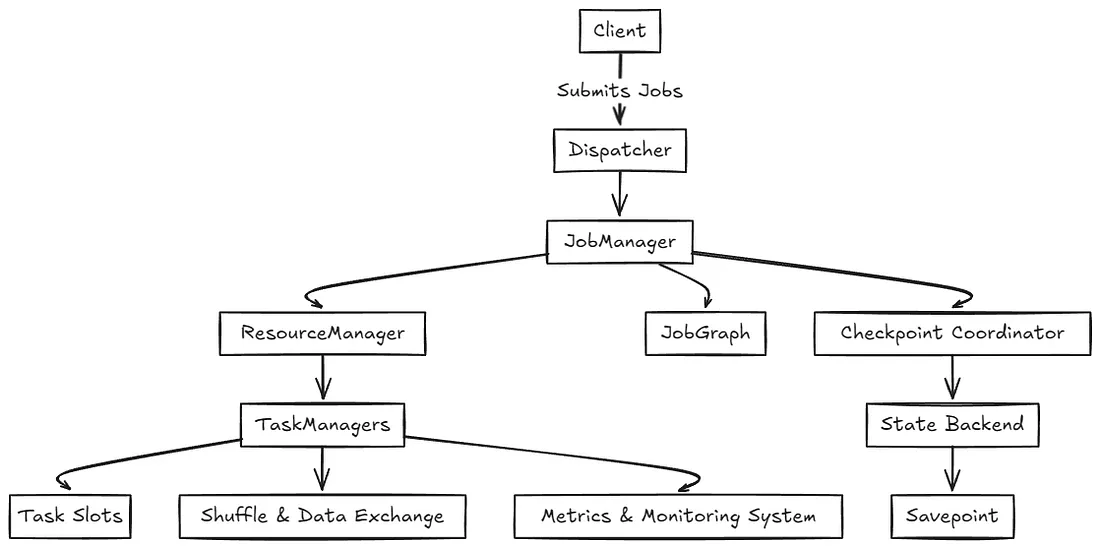 Client
Submits Jobs
Dispatcher
JobManager
ResourceManager
JobGraph
Checkpoint Coordinator
TaskManagers
State Backend
Task Slots
Shuffle & Data Exchange
Metrics & Monitoring System
Savepoint